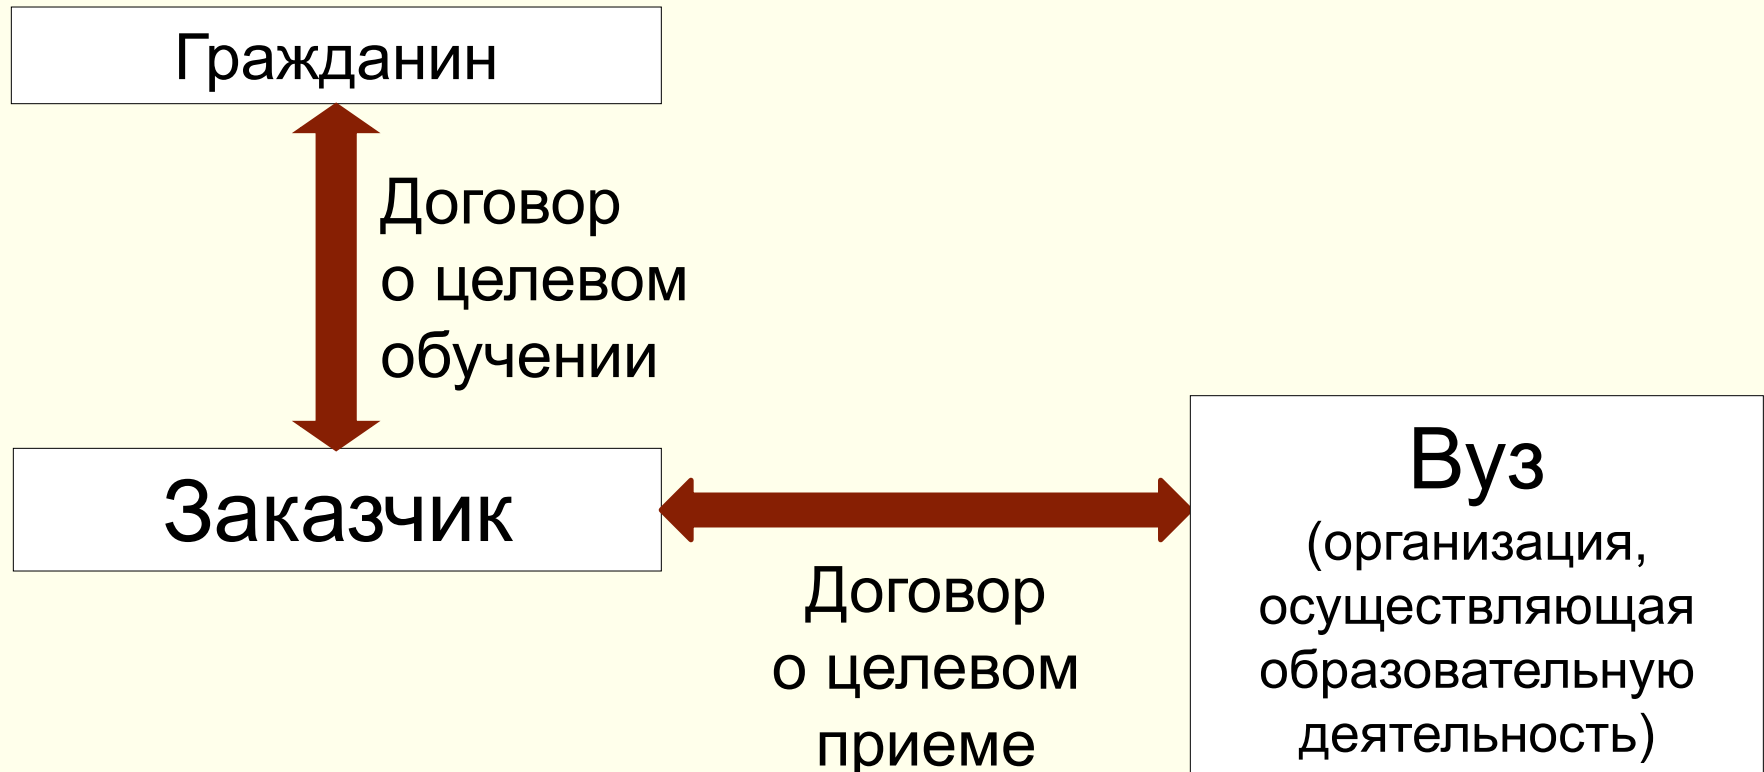 Гражданин
Договор
о целевом
обучении
Заказчик
Договор
о целевом
приеме
Вуз
(организация,
осуществляющая
образовательную
деятельность)